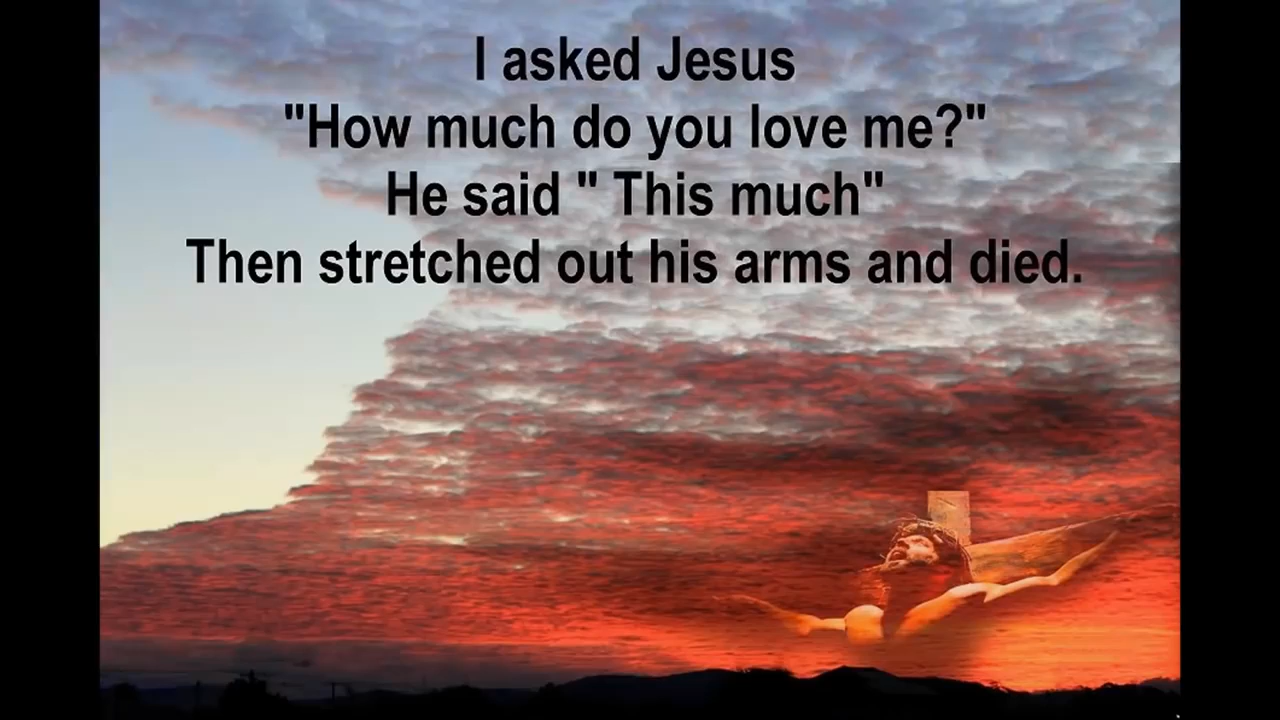 I asked Jesus
"How much do you love me?"
He said " This much"
Then stretched out his arms and died.